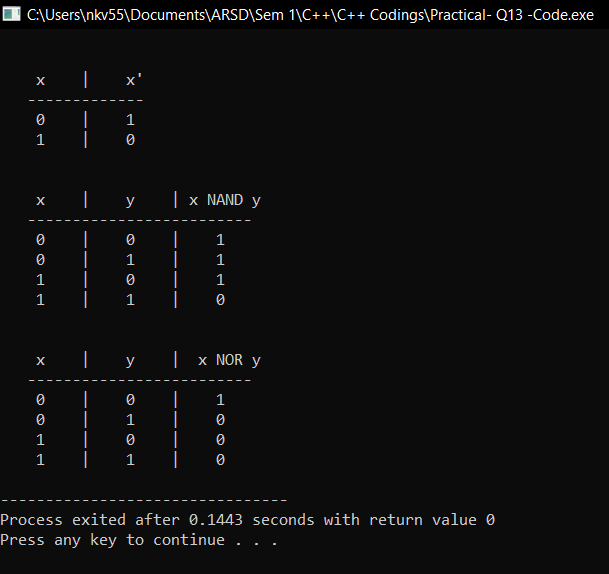 C:\Users\nkv55\Documents\ARSD\Sem 1\C++\C++ Codings\Practical- Q13 -Code.exe
    x    |    x'
   -------------
    0    |    1
    1    |    0
    x    |    y    | x NAND y
   -------------------------
    0    |    0    |    1
    0    |    1    |    1
    1    |    0    |    1
    1    |    1    |    0
    x    |    y    |  x NOR y
   -------------------------
    0    |    0    |    1
    0    |    1    |    0
    1    |    0    |    0
    1    |    1    |    0
--------------------------------
Process exited after 0.1443 seconds with return value 0
Press any key to continue . . .